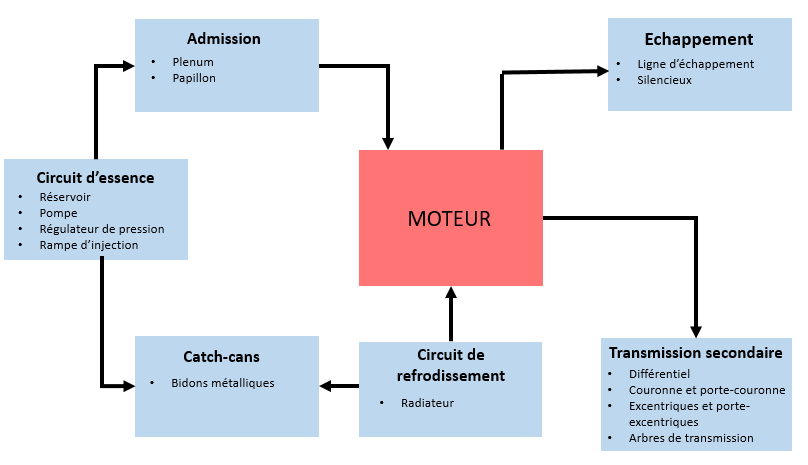 Admission
• Plenum
• Papillon
Echappement
• Ligne d'échappement
• Silencieux
Circuit d'essence
• Réservoir
• Pompe
• Régulateur de pression
• Rampe d'injection
MOTEUR
Catch-cans
• Bidons métalliques
Circuit de
refrodissement
• Radiateur
Transmission secondaire
• Différentiel
• Couronne et porte-couronne
• Excentriques et porte-
excentriques
• Arbres de transmission